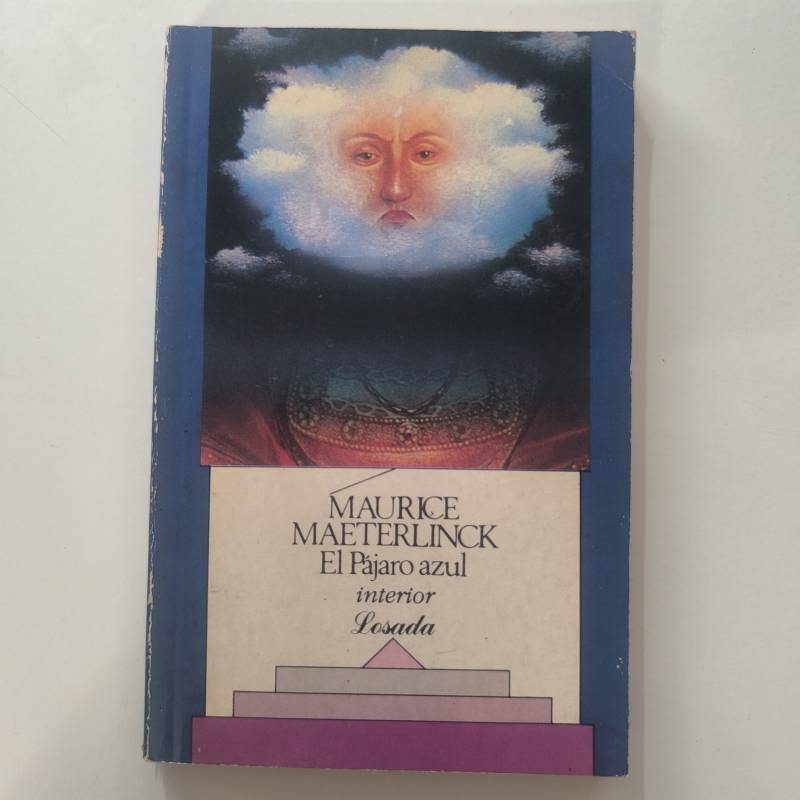 MAURICE
MAETERLINCK
El Pájaro azul
interior
Losada